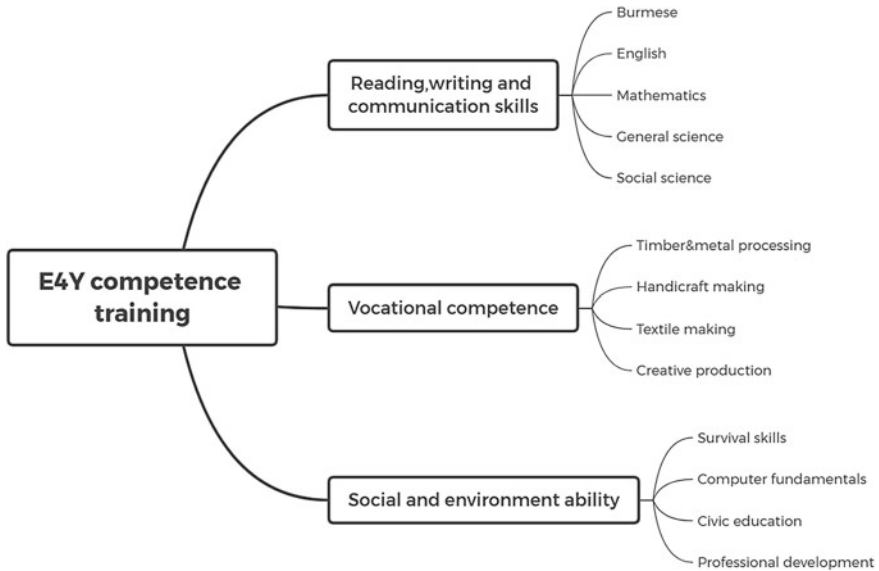 Burmese
English
Reading,writing and
communication skills
Mathematics
General science
Social science
E4Y competence
training
Timber&metal processing
Handicraft making
Vocational competence
Textile making
Creative production
Survival skills
Computer fundamentals
Social and environment ability
Civic education
Professional development